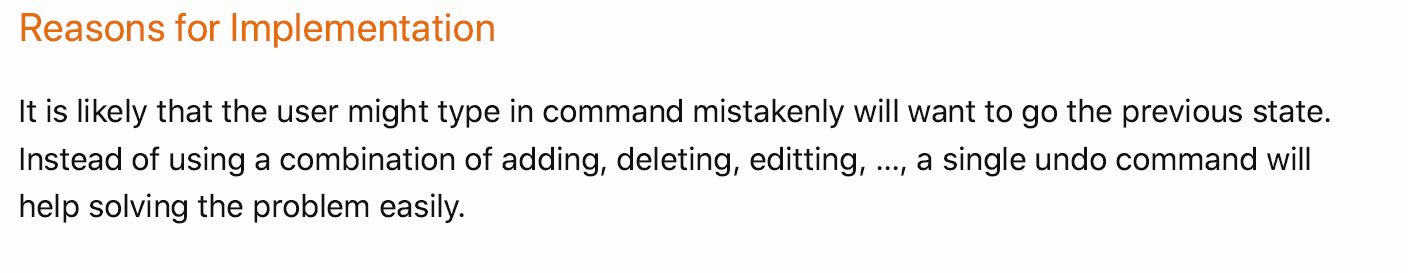 Reasons for Implementation
It is likely that the user might type in command mistakenly will want to go the previous state.
Instead of using a combination of adding, deleting, editting, ..., a single undo command will
help solving the problem easily.